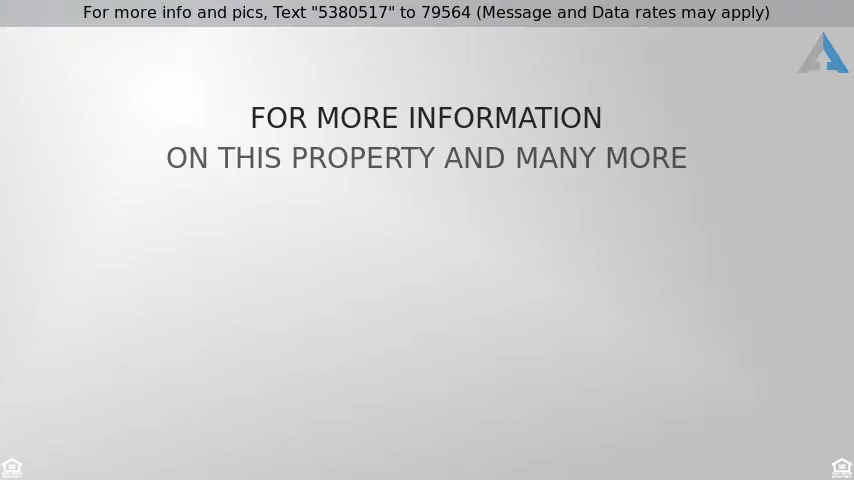 For more info and pics, Text "5380517" to 79564 (Message and Data rates may apply)
FOR MORE INFORMATION
ON THIS PROPERTY AND MANY MORE